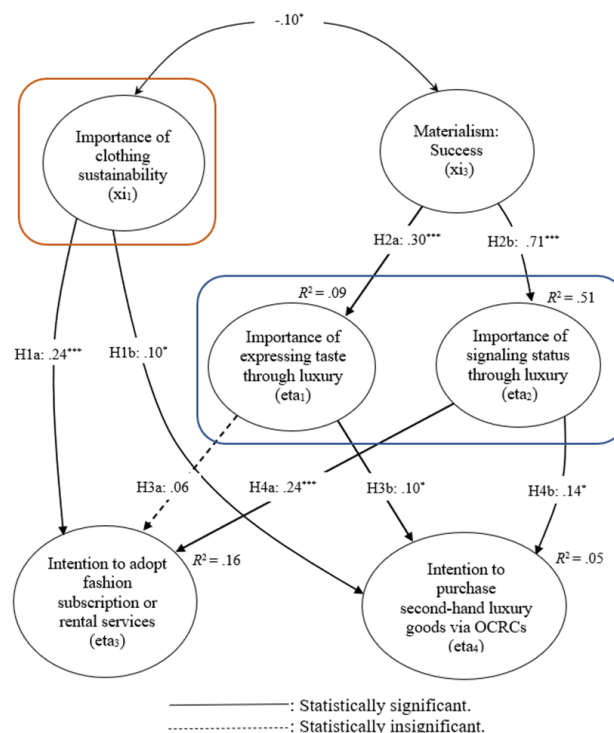 -.10*
Importance of
clothing
sustainability
(xi₁)
Materialism:
Success
(xi₃)
H2a: .30***
H2b: .71***
R² = .09
R² = .51
Importance of
expressing taste
through luxury
(eta₁)
Importance of
signaling status
through luxury
(eta₂)
H1a: .24***
H1b: .10*
H3a: .06
H4a: .24***
H3b: .10*
H4b: .14*
Intention to adopt
fashion
subscription or
rental services
(eta₃)
R² = .16
Intention to
purchase
second-hand luxury
goods via OCRCs
(eta₄)
R² = .05
: Statistically significant.
: Statistically insignificant.